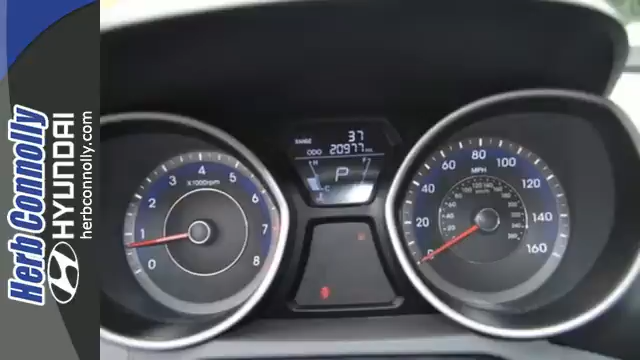 Herb Connolly
HYUNDAI
herbconnolly.com
0 1 2 3 4 5 6 7 8
X1000rpm
RANGE 37
ODO 20977
H F
P
C
0 20 40 60 80 100 120 140 160
MPH